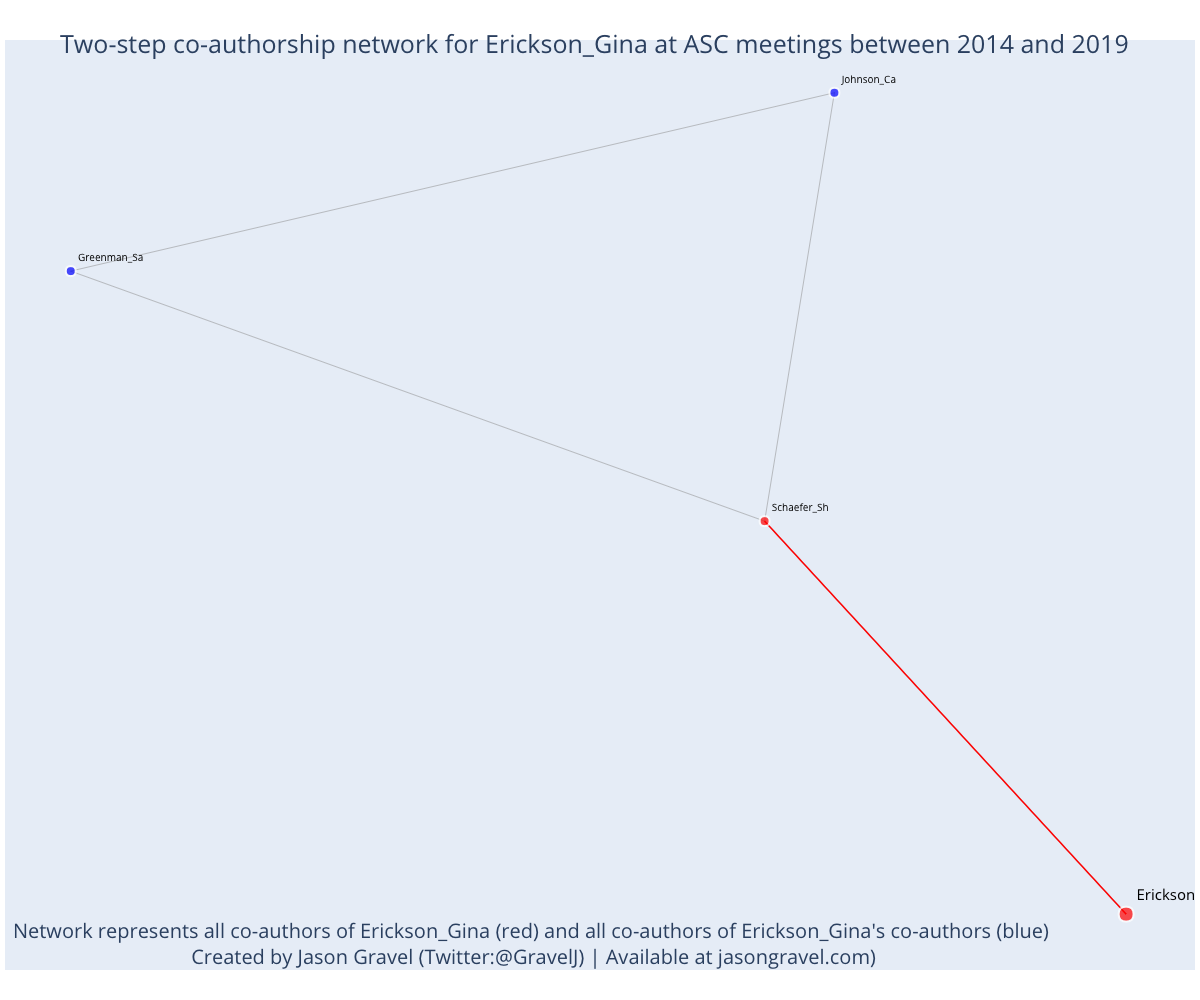 Two-step co-authorship network for Erickson_Gina at ASC meetings between 2014 and 2019
Johnson_Ca
Greenman_Sa
Schaefer_Sh
Erickson
Network represents all co-authors of Erickson_Gina (red) and all co-authors of Erickson_Gina's co-authors (blue)
Created by Jason Gravel (Twitter:@GravelJ) | Available at jasongravel.com)